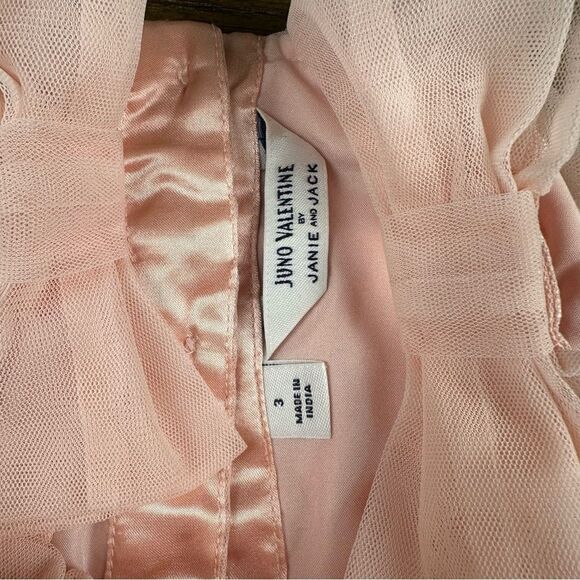 JUNO VALENTINE
BY
JANIE AND JACK
3
MADE IN
INDIA